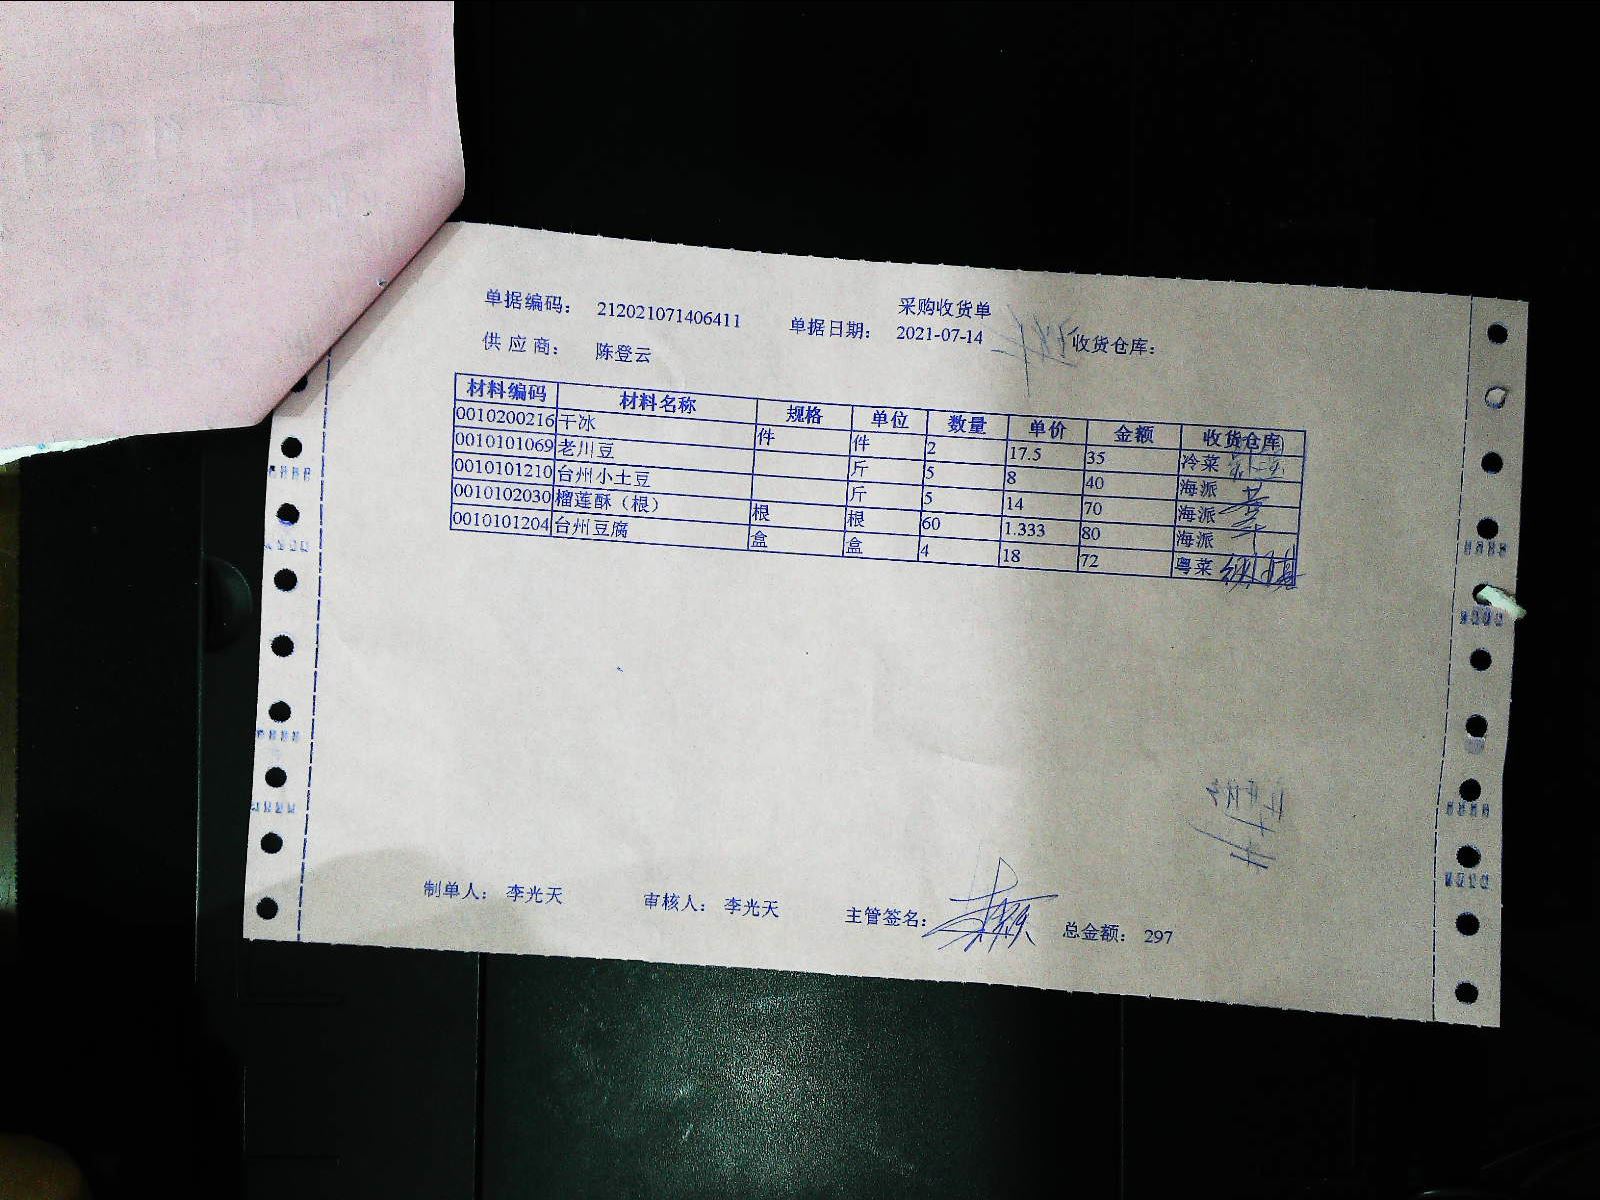 采购收货单
单据编码： 212021071406411 单据日期： 2021-07-14 收货仓库：
供应商： 陈登云
材料编码 材料名称 规格 单位 数量 单价 金额 收货仓库
0010200216 干冰 件 件 2 17.5 35 冷菜
0010101069 老川豆 斤 5 8 40 海派
0010101210 台州小土豆 斤 5 14 70 海派
0010102030 榴莲酥（根） 根 根 60 1.333 80 海派
0010101204 台州豆腐 盒 盒 4 18 72 粤菜
制单人： 李光天 审核人： 李光天 主管签名： 总金额： 297